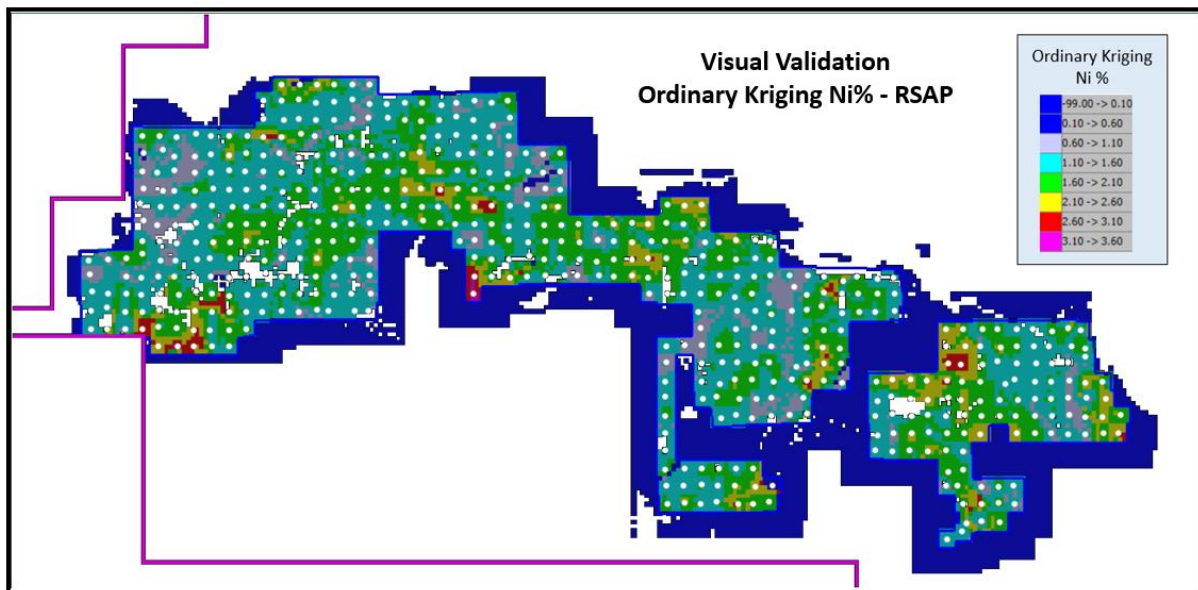 Visual Validation
Ordinary Kriging Ni% - RSAP
Ordinary Kriging
Ni %
-99.00 -> 0.10
0.10 -> 0.60
0.60 -> 1.10
1.10 -> 1.60
1.60 -> 2.10
2.10 -> 2.60
2.60 -> 3.10
3.10 -> 3.60